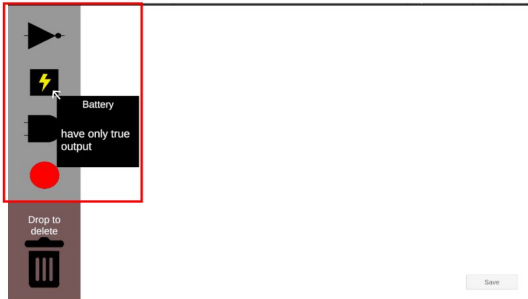 Battery
have only true
output
Drop to
delete
Save